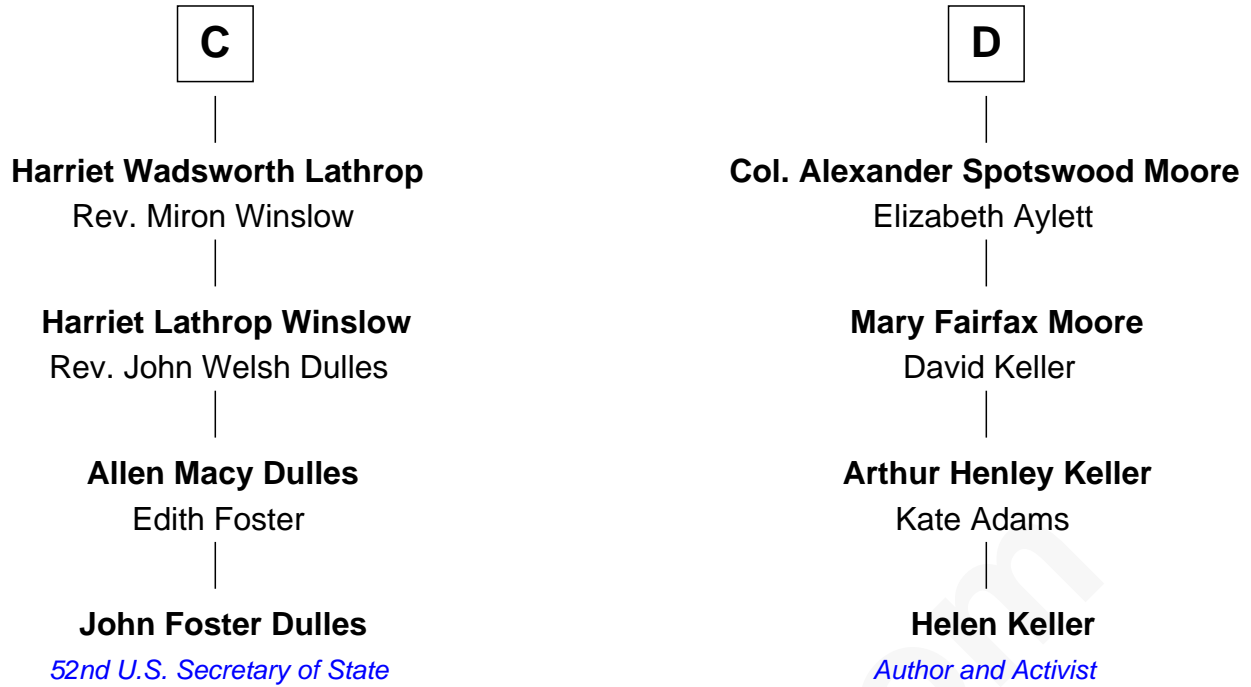 C
Harriet Wadsworth Lathrop
Rev. Miron Winslow
Harriet Lathrop Winslow
Rev. John Welsh Dulles
Allen Macy Dulles
Edith Foster
John Foster Dulles
52nd U.S. Secretary of State
D
Col. Alexander Spotswood Moore
Elizabeth Aylett
Mary Fairfax Moore
David Keller
Arthur Henley Keller
Kate Adams
Helen Keller
Author and Activist